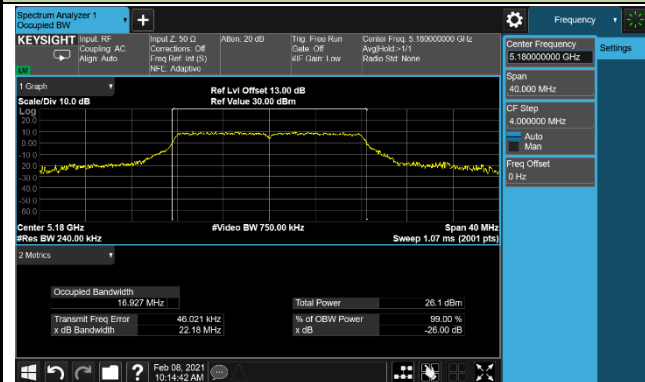 Spectrum Analyzer 1
Occupied BW
Frequency
KEYSIGHT
Input: RF
Coupling: AC
Align: Auto
Input Z: 50 Ω
Corrections: Off
Freq Ref: Int (S)
NFE: Adaptive
Atten: 20 dB
Trig: Free Run
Gate: Off
#IF Gain: Low
Center Freq: 5.180000000 GHz
Avg|Hold:>1/1
Radio Std: None
LXI
Center Frequency
5.180000000 GHz
Settings
Span
40.000 MHz
CF Step
4.000000 MHz
Auto
Man
Freq Offset
0 Hz
1 Graph
Scale/Div 10.0 dB
Ref Lvl Offset 13.00 dB
Ref Value 30.00 dBm
Log
20.0
10.0
0.00
-10.0
-20.0
-30.0
-40.0
-50.0
-60.0
Center 5.18 GHz
#Video BW 750.00 kHz
Span 40 MHz
#Res BW 240.00 kHz
Sweep 1.07 ms (2001 pts)
2 Metrics
Occupied Bandwidth
16.927 MHz
Total Power
26.1 dBm
Transmit Freq Error
46.021 kHz
% of OBW Power
99.00 %
x dB Bandwidth
22.18 MHz
x dB
-26.00 dB
Feb 08, 2021
10:14:42 AM